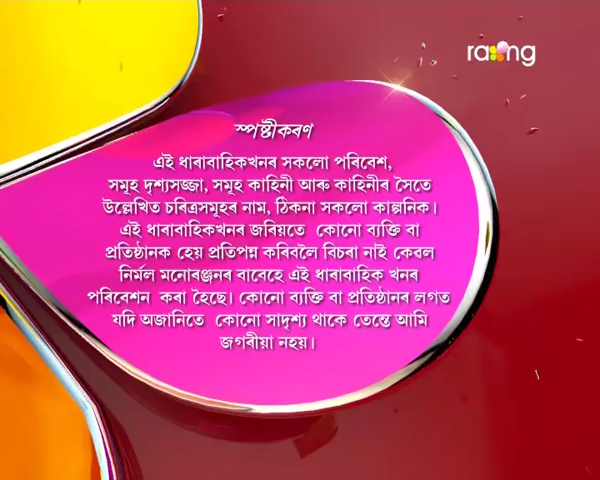 rang
স্পষ্টীকৰণ
এই ধাৰাবাহিকখনৰ সকলো পৰিবেশ,
সমূহ দৃশ্যসজ্জা, সমূহ কাহিনী আৰু কাহিনীৰ সৈতে
উল্লেখিত চৰিত্ৰসমূহৰ নাম, ঠিকনা সকলো কাল্পনিক।
এই ধাৰাবাহিকখনৰ জৰিয়তে কোনো ব্যক্তি বা
প্ৰতিষ্ঠানক হেয় প্ৰতিপন্ন কৰিবলৈ বিচৰা নাই কেৱল
নিৰ্মল মনোৰঞ্জনৰ বাবেহে এই ধাৰাবাহিক খনৰ
পৰিবেশন কৰা হৈছে। কোনো ব্যক্তি বা প্ৰতিষ্ঠানৰ লগত
যদি অজানিতে কোনো সাদৃশ্য থাকে তেন্তে আমি
জগৰীয়া নহয়।